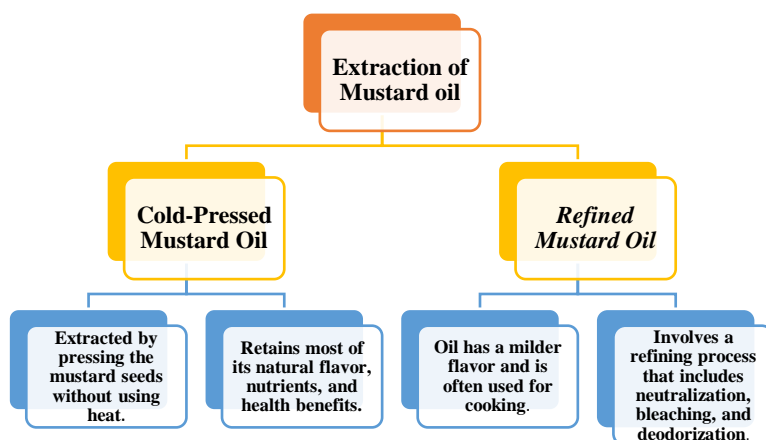 Extraction of
Mustard oil
Cold-Pressed
Mustard Oil
Refined
Mustard Oil
Extracted by
pressing the
mustard seeds
without using
heat.
Retains most of
its natural flavor,
nutrients, and
health benefits.
Oil has a milder
flavor and is
often used for
cooking.
Involves a
refining process
that includes
neutralization,
bleaching, and
deodorization.